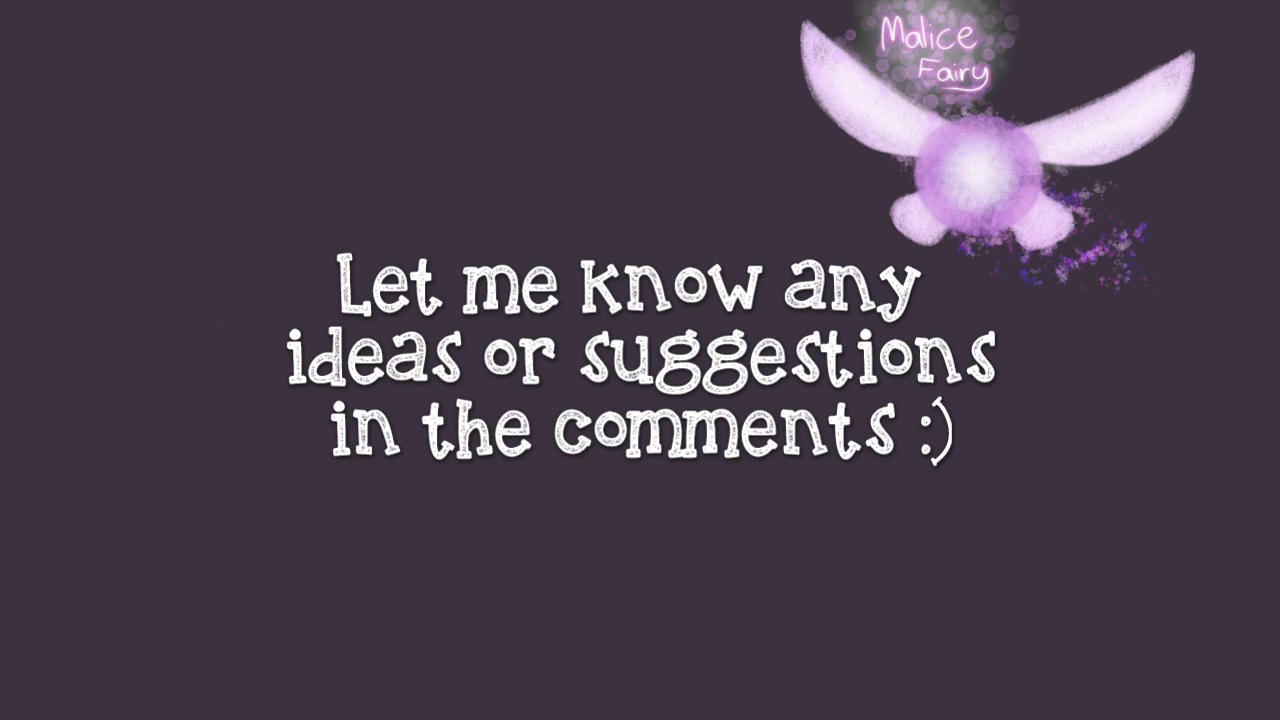 Malice
Fairy
Let me know any
ideas or suggestions
in the comments :)